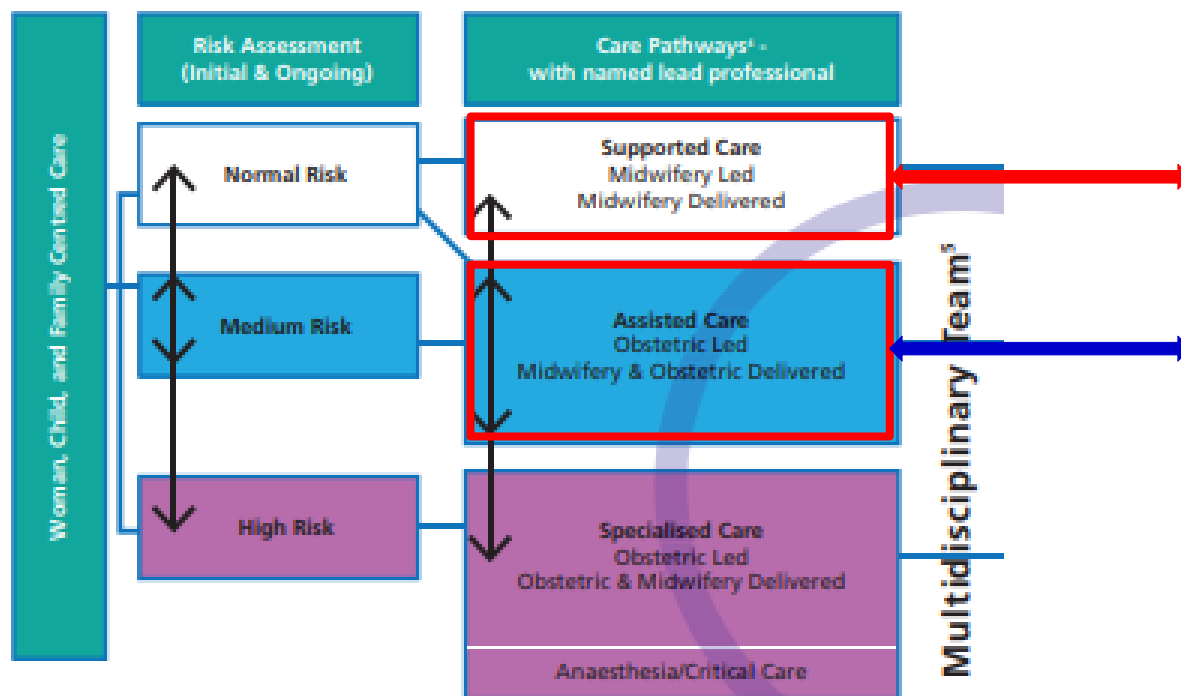 Woman, Child, and Family Centred Care
Risk Assessment
(Initial & Ongoing)
Care Pathways⁴ -
with named lead professional
Normal Risk
Supported Care
Midwifery Led
Midwifery Delivered
Medium Risk
Assisted Care
Obstetric Led
Midwifery & Obstetric Delivered
High Risk
Specialised Care
Obstetric Led
Obstetric & Midwifery Delivered
Anaesthesia/Critical Care
Multidisciplinary Team⁵